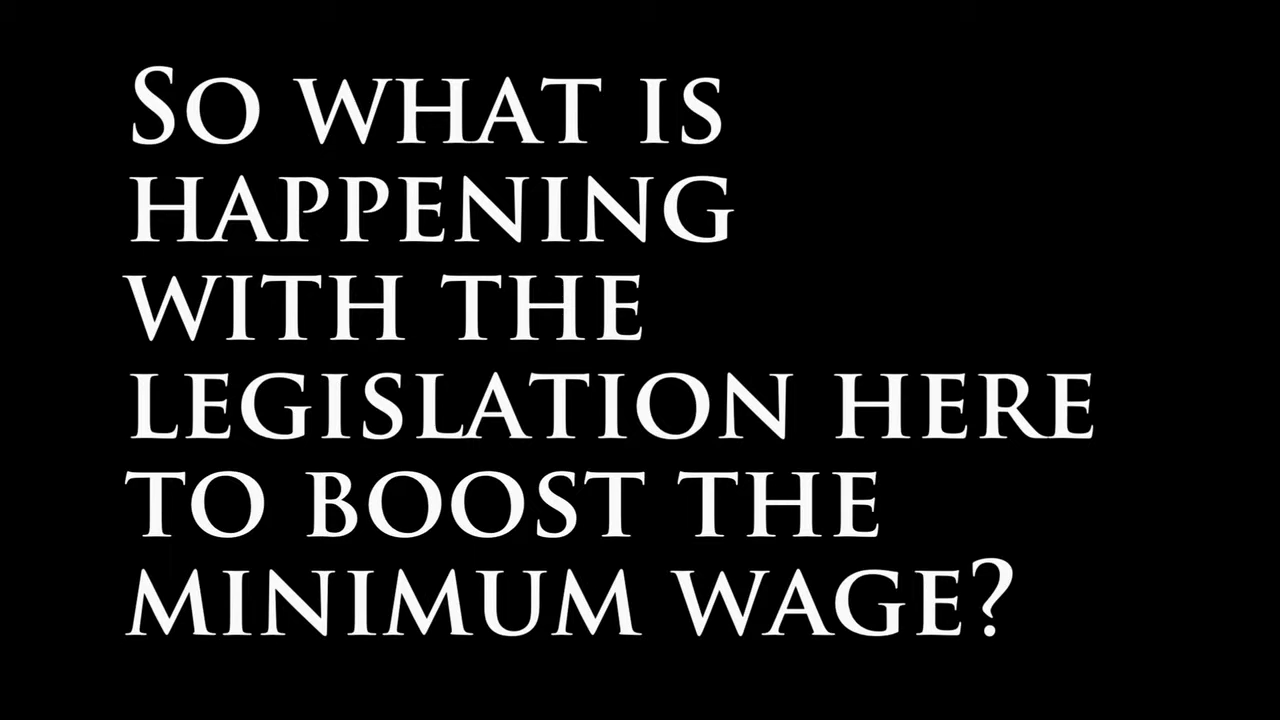 So what is
happening
with the
legislation here
to boost the
minimum wage?